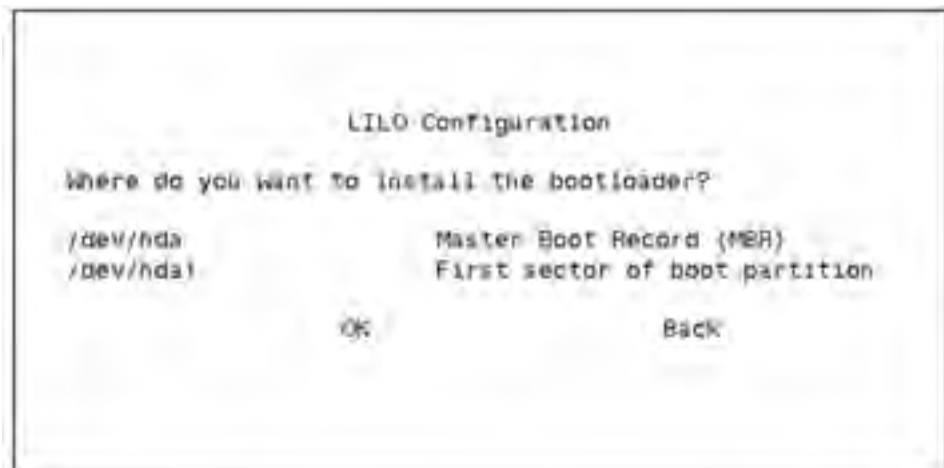 LILO Configuration
Where do you want to install the bootloader?
/dev/hda Master Boot Record (MBR)
/dev/hda1 First sector of boot partition
OK Back